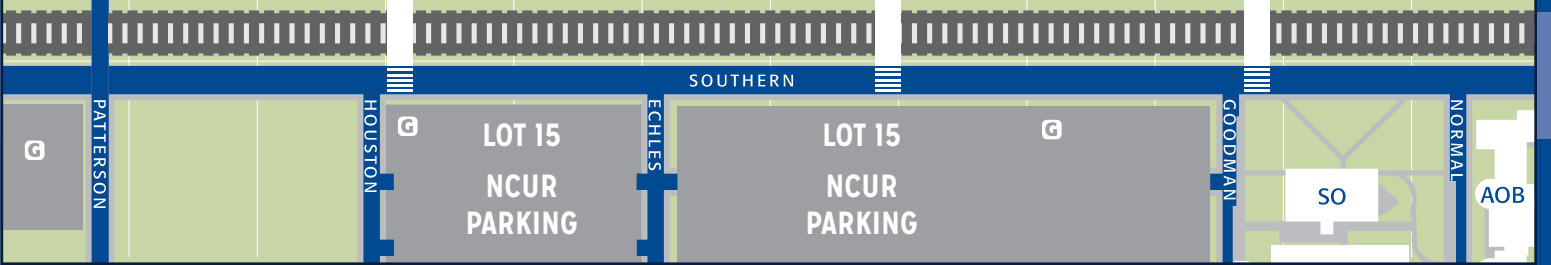 SOUTHERN
PATTERSON
HOUSTON
ECHLES
GOODMAN
NORMAL
G
G
LOT 15
NCUR
PARKING
LOT 15
NCUR
PARKING
G
SO
AOB